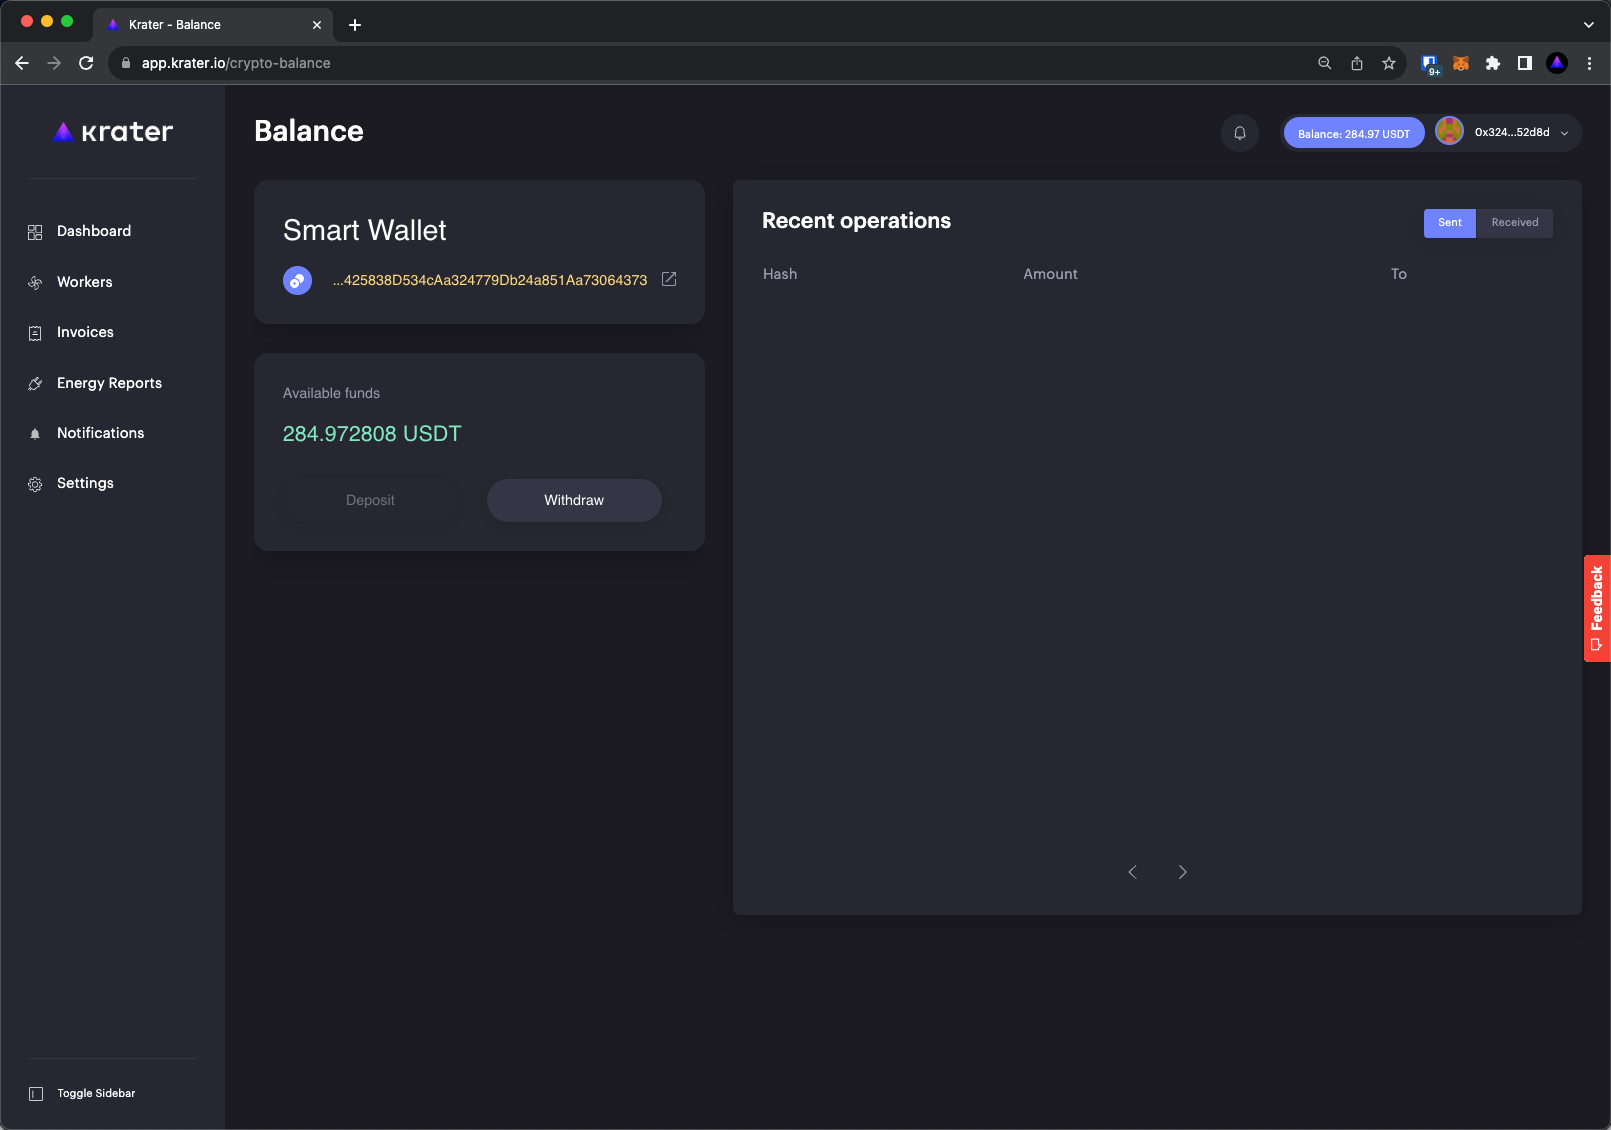 Krater - Balance
app.krater.io/crypto-balance
9+
krater
Balance
Balance: 284.97 USDT
0x324...52d8d
Dashboard
Workers
Invoices
Energy Reports
Notifications
Settings
Toggle Sidebar
Smart Wallet
...425838D534cAa324779Db24a851Aa73064373
Available funds
284.972808 USDT
Deposit
Withdraw
Recent operations
Sent
Received
Hash
Amount
To
Feedback